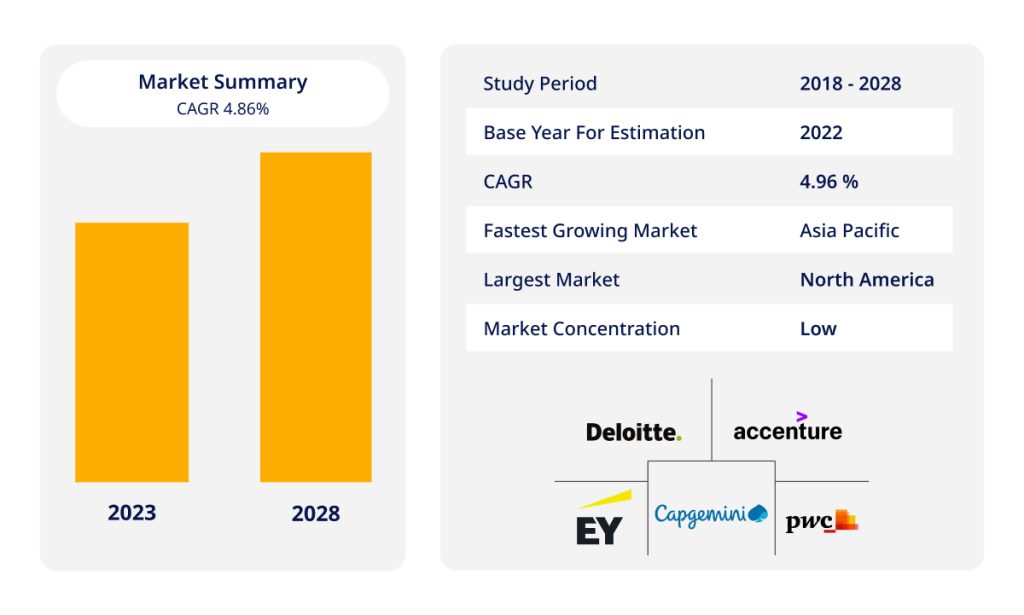 Market Summary
CAGR 4.86%
2023
2028
Study Period 2018 - 2028
Base Year For Estimation 2022
CAGR 4.96 %
Fastest Growing Market Asia Pacific
Largest Market North America
Market Concentration Low
Deloitte.
accenture
EY
Capgemini
pwc